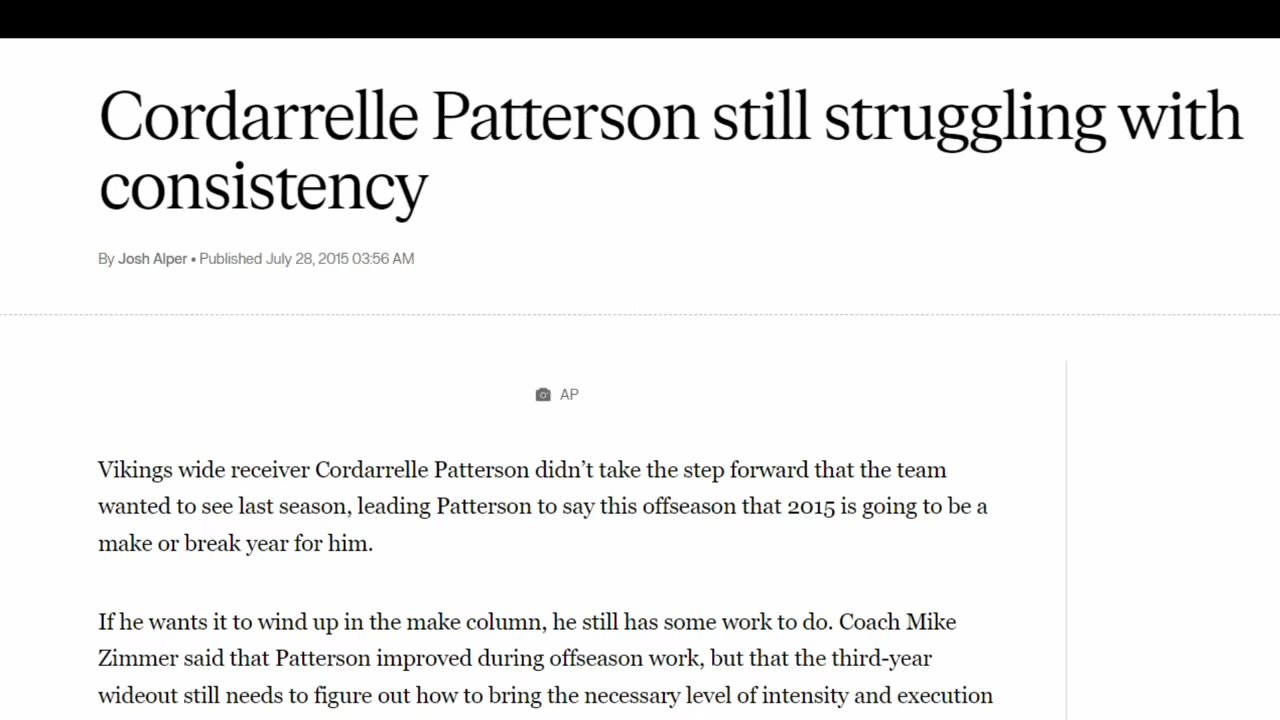 Cordarrelle Patterson still struggling with
consistency
By Josh Alper • Published July 28, 2015 03:56 AM
AP
Vikings wide receiver Cordarrelle Patterson didn’t take the step forward that the team
wanted to see last season, leading Patterson to say this offseason that 2015 is going to be a
make or break year for him.
If he wants it to wind up in the make column, he still has some work to do. Coach Mike
Zimmer said that Patterson improved during offseason work, but that the third-year
wideout still needs to figure out how to bring the necessary level of intensity and execution